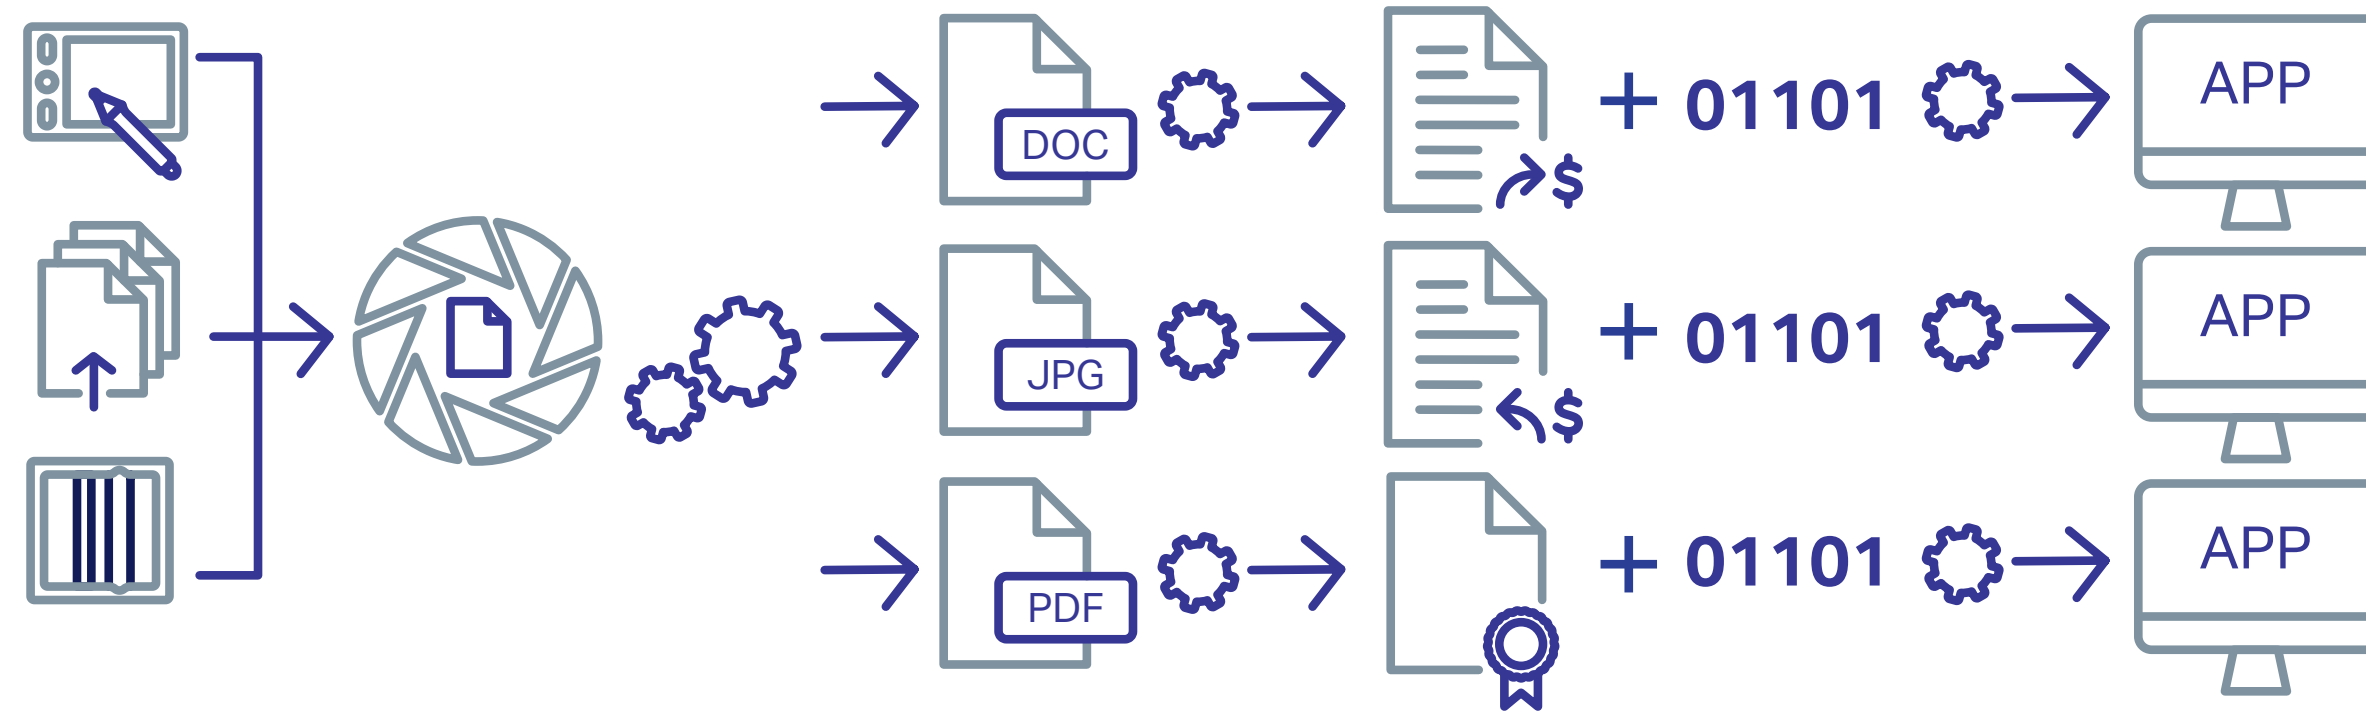 DOC
$
+ 01101
APP
JPG
$
+ 01101
APP
PDF
+ 01101
APP